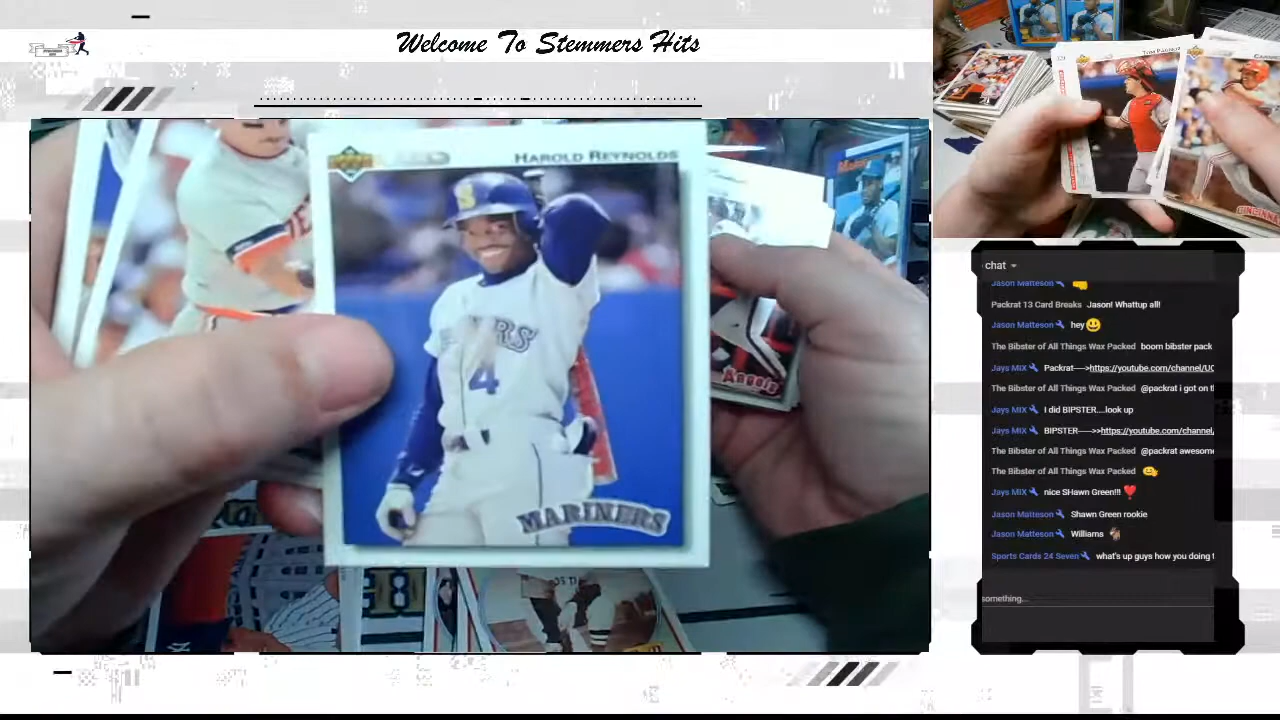 Welcome To Stemmers Hits
HAROLD REYNOLDS
4
MARINERS
Angels
CINCINNATI
chat
Jason Matteson
Packrat 13 Card Breaks Jason! Whattup all!
Jason Matteson hey
The Bibster of All Things Wax Packed boom bibster pack
Jays MIX Packrat---->https://youtube.com/channel/UC
The Bibster of All Things Wax Packed @packrat i got on t
Jays MIX I did BIPSTER....look up
Jays MIX BIPSTER---->>https://youtube.com/channel/
The Bibster of All Things Wax Packed @packrat awesome
The Bibster of All Things Wax Packed
Jays MIX nice SHawn Green!!!
Jason Matteson Shawn Green rookie
Jason Matteson Williams
Sports Cards 24 Seven what's up guys how you doing t
something...